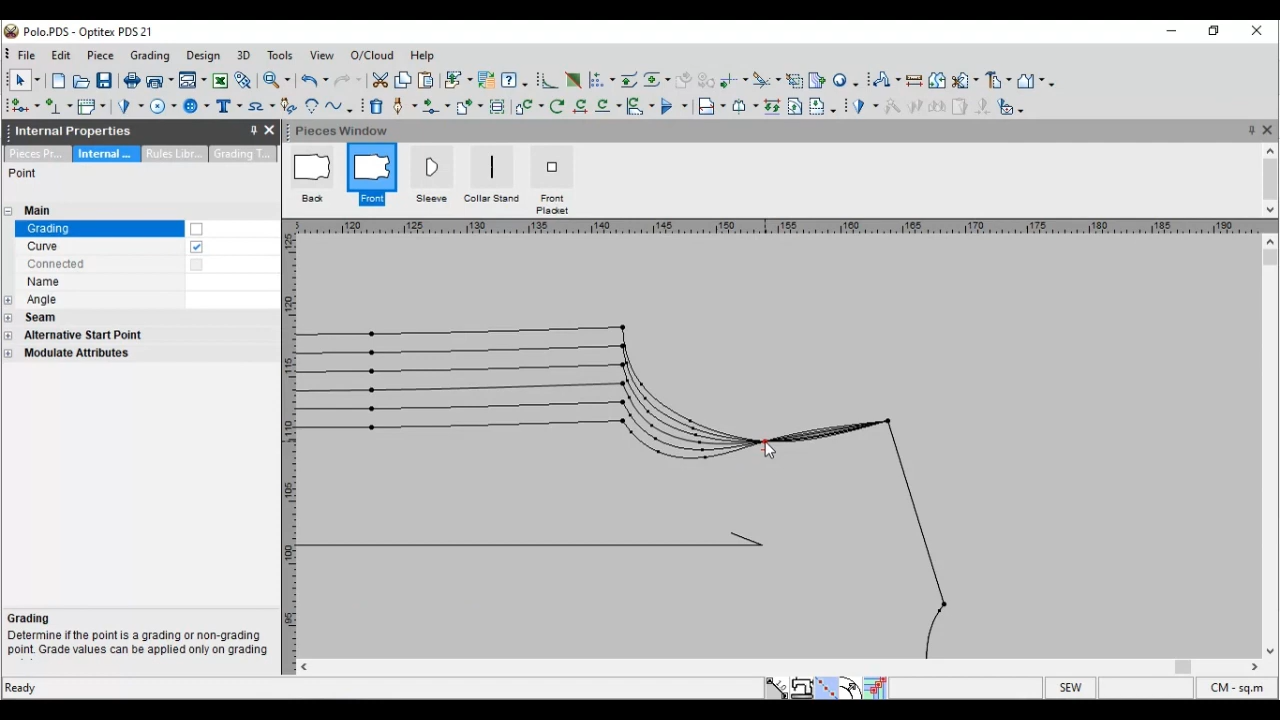 Polo.PDS - Optitex PDS 21
File Edit Piece Grading Design 3D Tools View O/Cloud Help
Internal Properties
Pieces Pr... Internal ... Rules Libr... Grading T...
Point
Main
Grading
Curve
Connected
Name
Angle
Seam
Alternative Start Point
Modulate Attributes
Grading
Determine if the point is a grading or non-grading
point. Grade values can be applied only on grading
Pieces Window
Back Front Sleeve Collar Stand Front
Placket
120 125 130 135 140 145 150 155 160 165 170 175 180 185 190
125
120
115
110
105
100
95
Ready SEW CM - sq.m